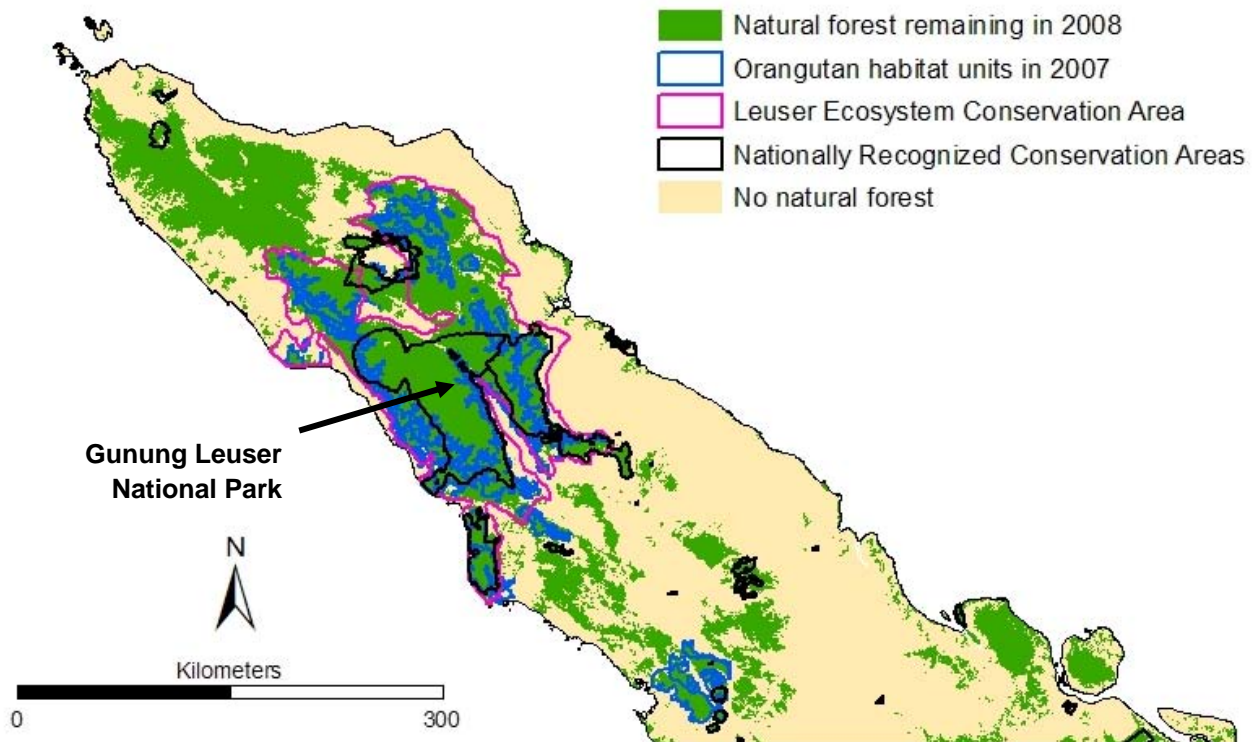 Natural forest remaining in 2008
Orangutan habitat units in 2007
Leuser Ecosystem Conservation Area
Nationally Recognized Conservation Areas
No natural forest
Gunung Leuser
National Park
N
Kilometers
0 300